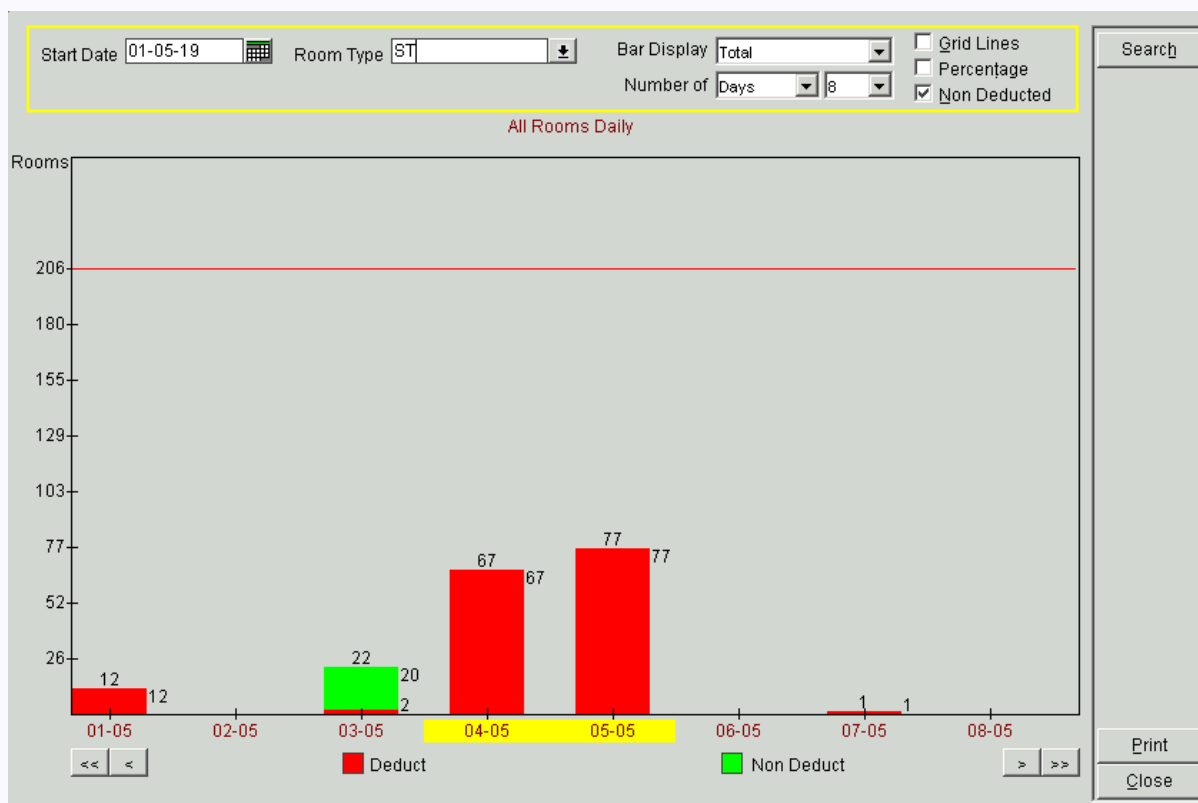 Start Date 01-05-19 Room Type ST Bar Display Total Grid Lines Search
Percentage
Number of Days 8 Non Deducted
All Rooms Daily
Rooms
206
180
155
129
103
77
52
26
12 12
22 20 2
67 67
77 77
1 1
01-05 02-05 03-05 04-05 05-05 06-05 07-05 08-05
<< < Deduct Non Deduct > >>
Print
Close